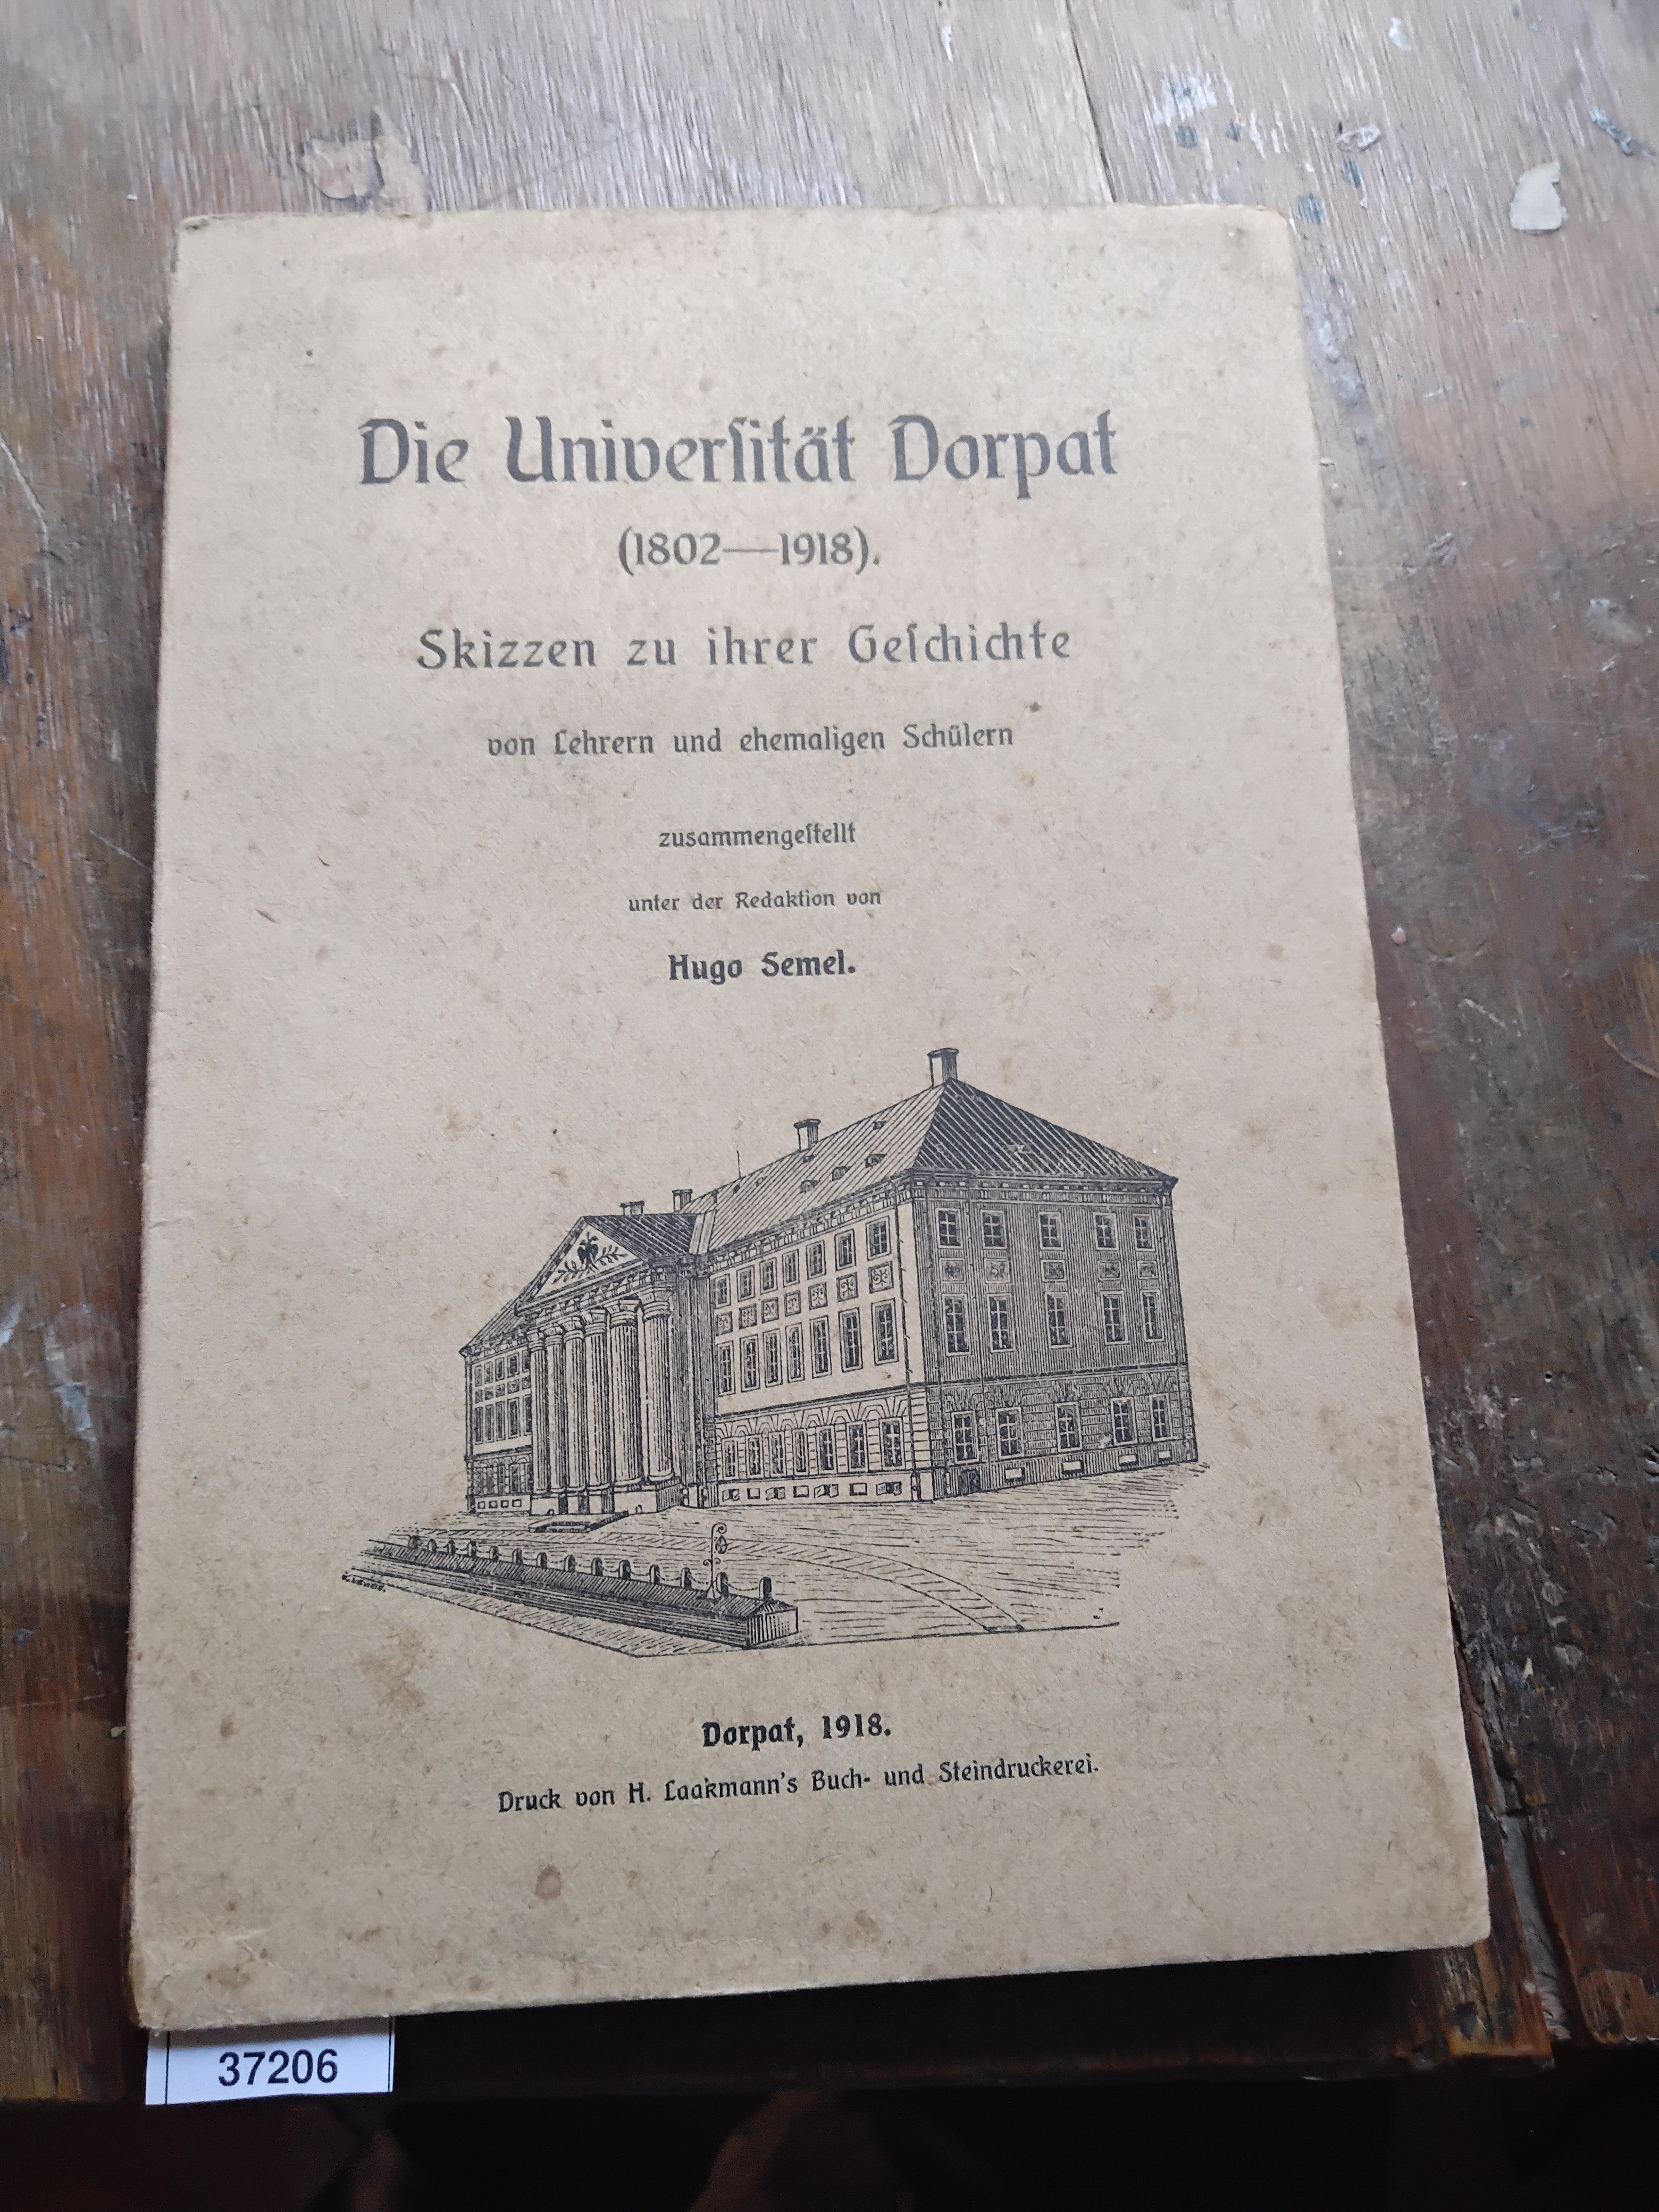 Die Univerſität Dorpat
(1802—1918).
Skizzen zu ihrer Geſchichte
von Lehrern und ehemaligen Schülern
zusammengeſtellt
unter der Redaktion von
Hugo Semel.
Dorpat, 1918.
Druck von H. Laakmann's Buch- und Steindruckerei.
37206